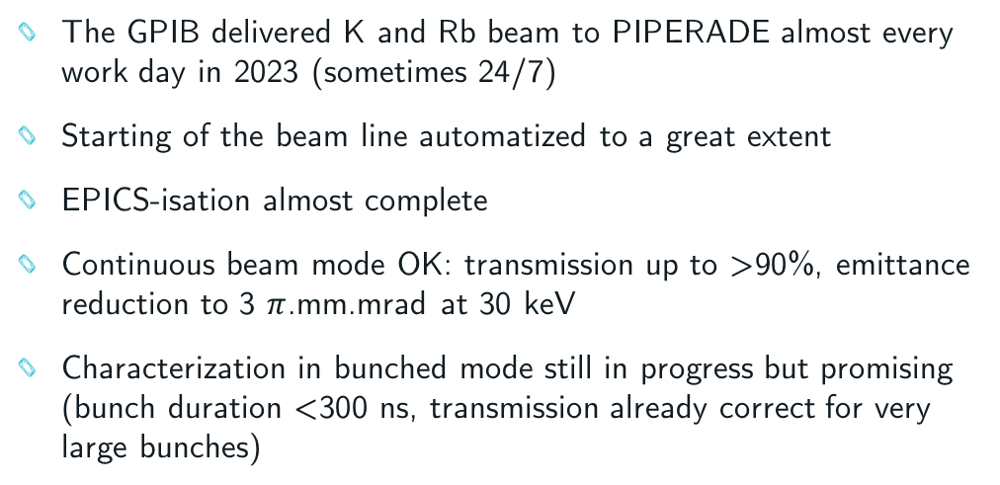 The GPIB delivered K and Rb beam to PIPERADE almost every
work day in 2023 (sometimes 24/7)
Starting of the beam line automatized to a great extent
EPICS-isation almost complete
Continuous beam mode OK: transmission up to >90%, emittance
reduction to 3 π.mm.mrad at 30 keV
Characterization in bunched mode still in progress but promising
(bunch duration <300 ns, transmission already correct for very
large bunches)